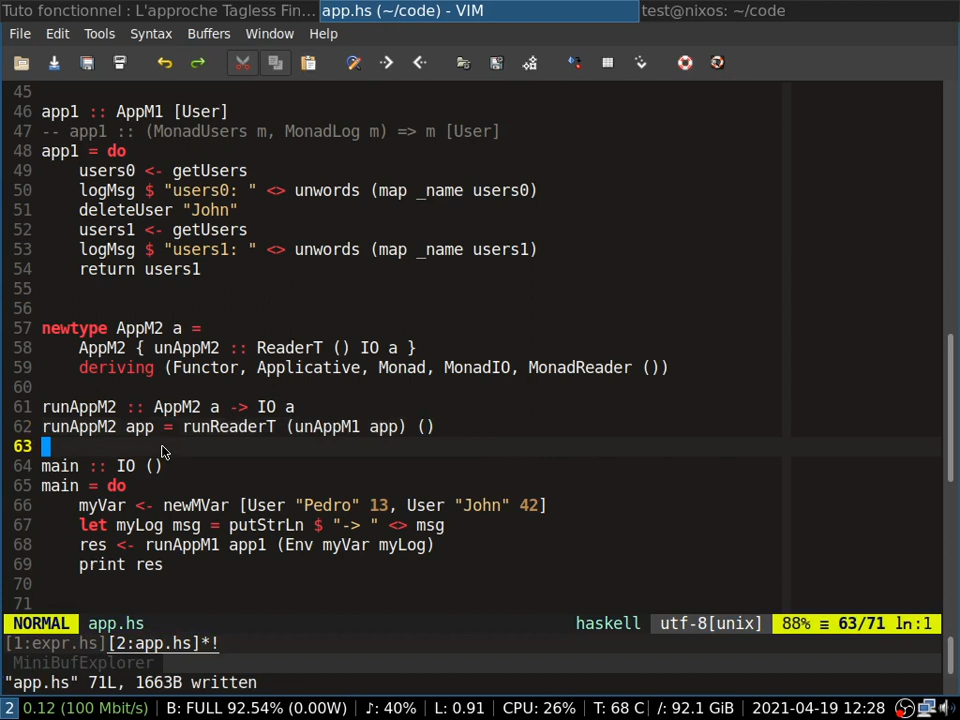 Tuto fonctionnel : L'approche Tagless Fin... app.hs (~/code) - VIM test@nixos: ~/code
File Edit Tools Syntax Buffers Window Help
45
46 app1 :: AppM1 [User]
47 -- app1 :: (MonadUsers m, MonadLog m) => m [User]
48 app1 = do
49     users0 <- getUsers
50     logMsg $ "users0: " <> unwords (map _name users0)
51     deleteUser "John"
52     users1 <- getUsers
53     logMsg $ "users1: " <> unwords (map _name users1)
54     return users1
55
56
57 newtype AppM2 a =
58     AppM2 { unAppM2 :: ReaderT () IO a }
59     deriving (Functor, Applicative, Monad, MonadIO, MonadReader ())
60
61 runAppM2 :: AppM2 a -> IO a
62 runAppM2 app = runReaderT (unAppM1 app) ()
63
64 main :: IO ()
65 main = do
66     myVar <- newMVar [User "Pedro" 13, User "John" 42]
67     let myLog msg = putStrLn $ "-> " <> msg
68     res <- runAppM1 app1 (Env myVar myLog)
69     print res
70
71
NORMAL app.hs haskell utf-8[unix] 88% ≡ 63/71 ln:1
[1:expr.hs][2:app.hs]*!
MiniBufExplorer
"app.hs" 71L, 1663B written
2 0.12 (100 Mbit/s) | B: FULL 92.54% (0.00W) | ♪: 40% | L: 0.91 | CPU: 26% | T: 68 C | /: 92.1 GiB | 2021-04-19 12:28